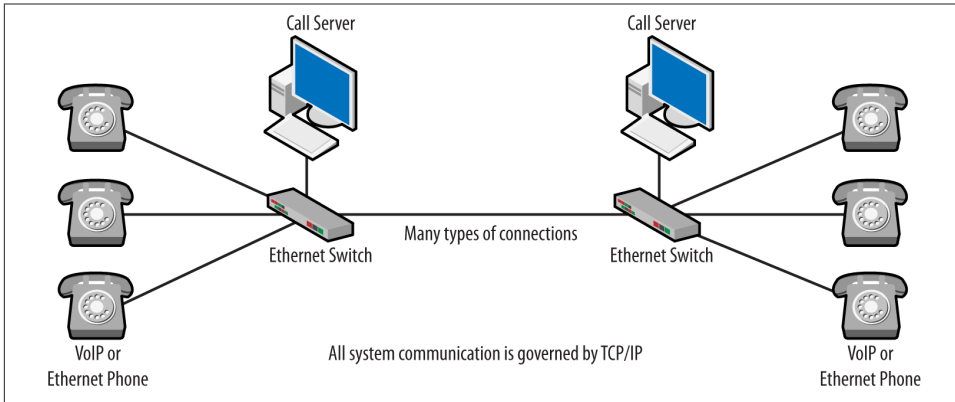 Call Server
Call Server
Many types of connections
Ethernet Switch
Ethernet Switch
All system communication is governed by TCP/IP
VoIP or
Ethernet Phone
VoIP or
Ethernet Phone